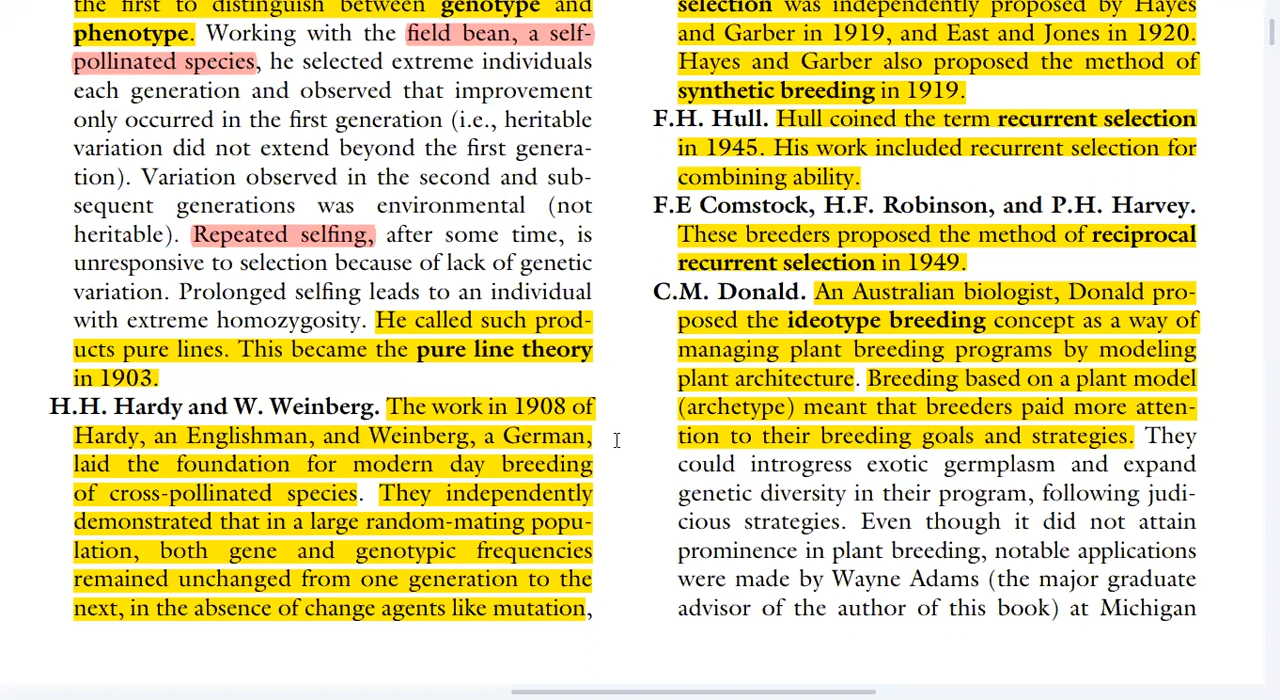 the first to distinguish between genotype and
phenotype. Working with the field bean, a self-
pollinated species, he selected extreme individuals
each generation and observed that improvement
only occurred in the first generation (i.e., heritable
variation did not extend beyond the first genera-
tion). Variation observed in the second and sub-
sequent generations was environmental (not
heritable). Repeated selfing, after some time, is
unresponsive to selection because of lack of genetic
variation. Prolonged selfing leads to an individual
with extreme homozygosity. He called such prod-
ucts pure lines. This became the pure line theory
in 1903.
H.H. Hardy and W. Weinberg. The work in 1908 of
Hardy, an Englishman, and Weinberg, a German,
laid the foundation for modern day breeding
of cross-pollinated species. They independently
demonstrated that in a large random-mating popu-
lation, both gene and genotypic frequencies
remained unchanged from one generation to the
next, in the absence of change agents like mutation,
selection was independently proposed by Hayes
and Garber in 1919, and East and Jones in 1920.
Hayes and Garber also proposed the method of
synthetic breeding in 1919.
F.H. Hull. Hull coined the term recurrent selection
in 1945. His work included recurrent selection for
combining ability.
F.E Comstock, H.F. Robinson, and P.H. Harvey.
These breeders proposed the method of reciprocal
recurrent selection in 1949.
C.M. Donald. An Australian biologist, Donald pro-
posed the ideotype breeding concept as a way of
managing plant breeding programs by modeling
plant architecture. Breeding based on a plant model
(archetype) meant that breeders paid more atten-
tion to their breeding goals and strategies. They
could introgress exotic germplasm and expand
genetic diversity in their program, following judi-
cious strategies. Even though it did not attain
prominence in plant breeding, notable applications
were made by Wayne Adams (the major graduate
advisor of the author of this book) at Michigan